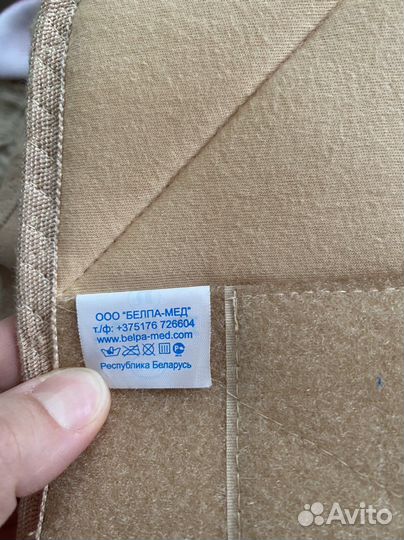 ООО "БЕЛПА-МЕД"
т./ф: +375176 726604
www.belpa-med.com
Республика Беларусь
Avito